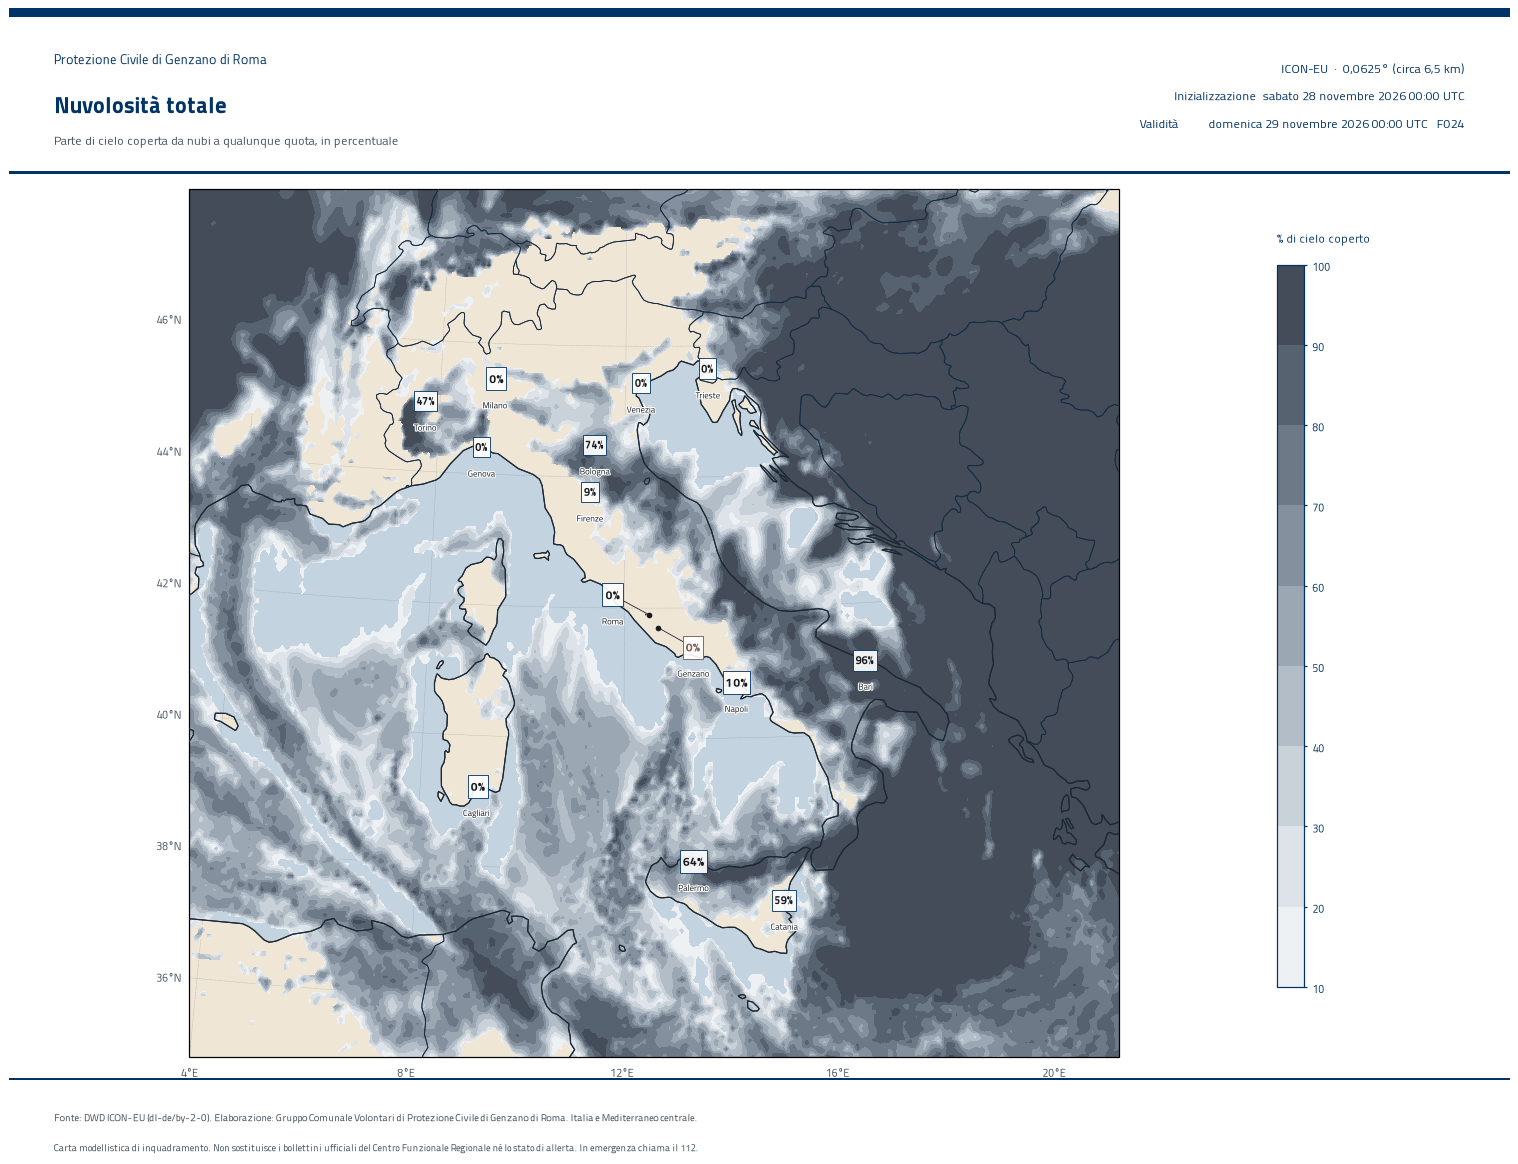 Protezione Civile di Genzano di Roma
Nuvolosità totale
Parte di cielo coperta da nubi a qualunque quota, in percentuale
ICON-EU · 0,0625° (circa 6,5 km)
Inizializzazione sabato 28 novembre 2026 00:00 UTC
Validità domenica 29 novembre 2026 00:00 UTC F024
% di cielo coperto
100
90
80
70
60
50
40
30
20
10
46°N
44°N
42°N
40°N
38°N
36°N
4°E
8°E
12°E
16°E
20°E
0%
Trieste
0%
Milano
0%
Venezia
47%
Torino
0%
Genova
74%
Bologna
9%
Firenze
0%
Roma
0%
Genzano
96%
Bari
10%
Napoli
0%
Cagliari
64%
Palermo
59%
Catania
Fonte: DWD ICON-EU (dl-de/by-2-0). Elaborazione: Gruppo Comunale Volontari di Protezione Civile di Genzano di Roma. Italia e Mediterraneo centrale.
Carta modellistica di inquadramento. Non sostituisce i bollettini ufficiali del Centro Funzionale Regionale né lo stato di allerta. In emergenza chiama il 112.